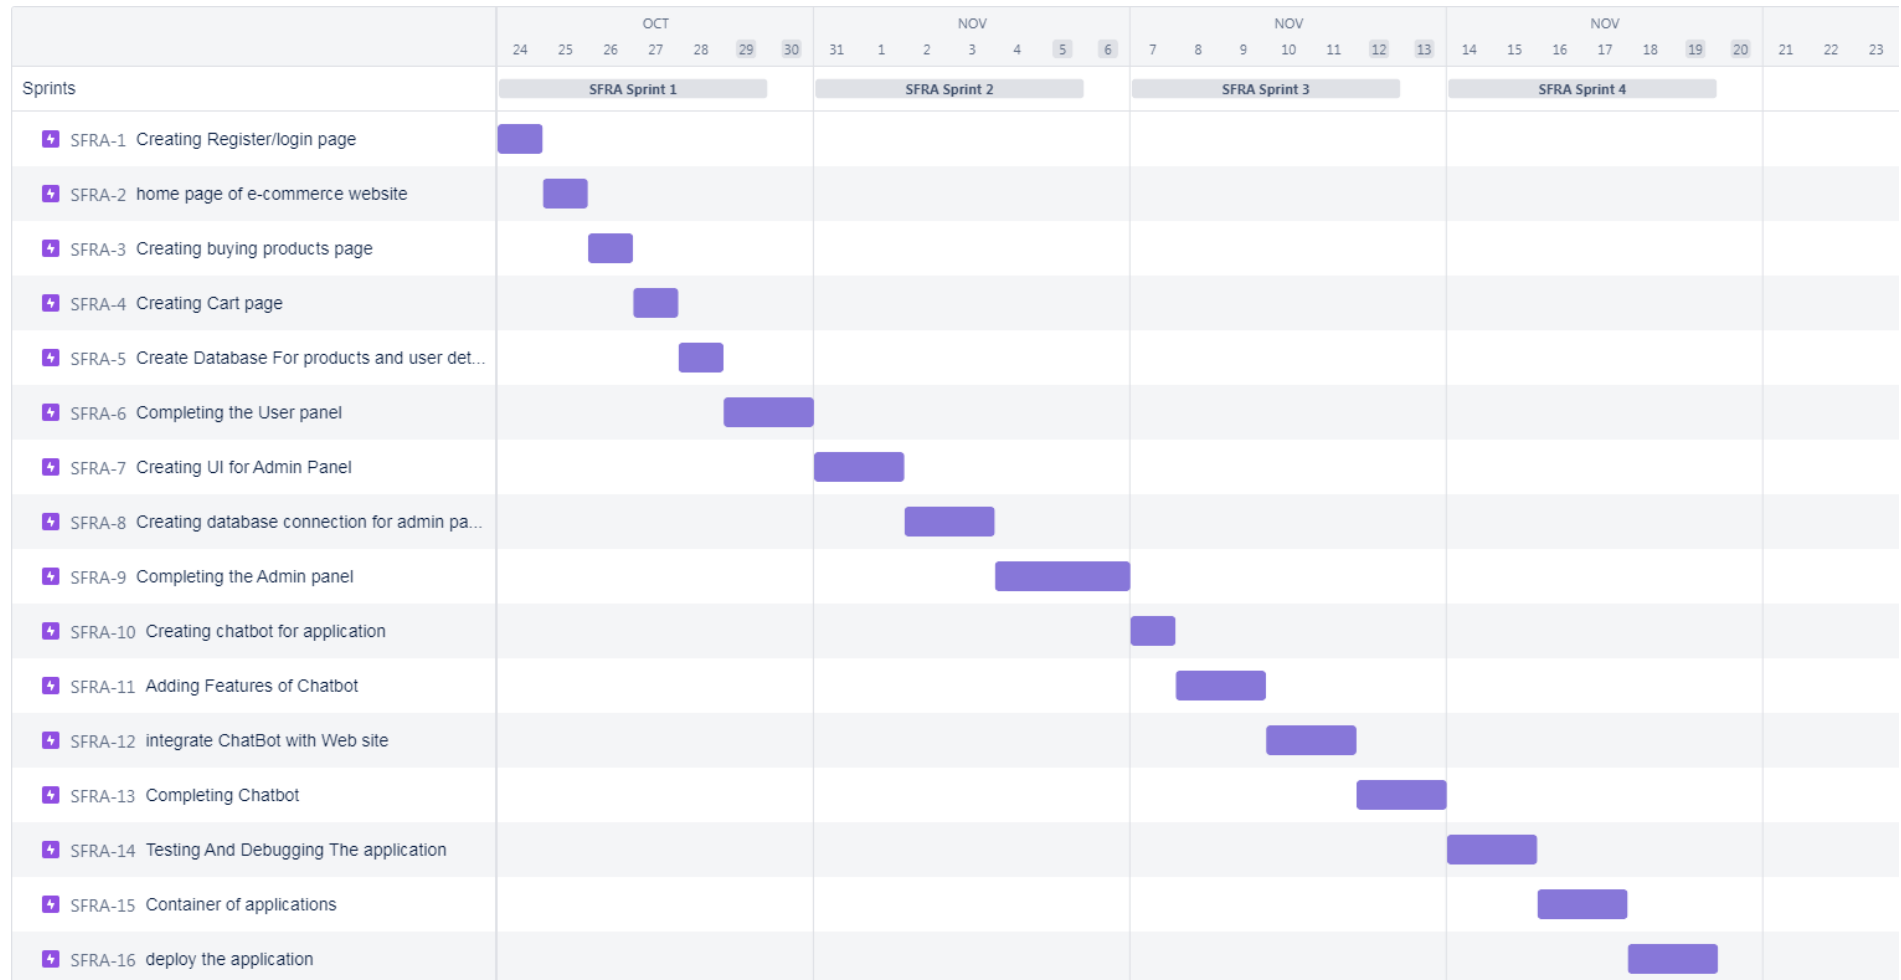 OCT NOV NOV NOV
24 25 26 27 28 29 30 31 1 2 3 4 5 6 7 8 9 10 11 12 13 14 15 16 17 18 19 20 21 22 23
Sprints SFRA Sprint 1 SFRA Sprint 2 SFRA Sprint 3 SFRA Sprint 4
SFRA-1 Creating Register/login page
SFRA-2 home page of e-commerce website
SFRA-3 Creating buying products page
SFRA-4 Creating Cart page
SFRA-5 Create Database For products and user det...
SFRA-6 Completing the User panel
SFRA-7 Creating UI for Admin Panel
SFRA-8 Creating database connection for admin pa...
SFRA-9 Completing the Admin panel
SFRA-10 Creating chatbot for application
SFRA-11 Adding Features of Chatbot
SFRA-12 integrate ChatBot with Web site
SFRA-13 Completing Chatbot
SFRA-14 Testing And Debugging The application
SFRA-15 Container of applications
SFRA-16 deploy the application